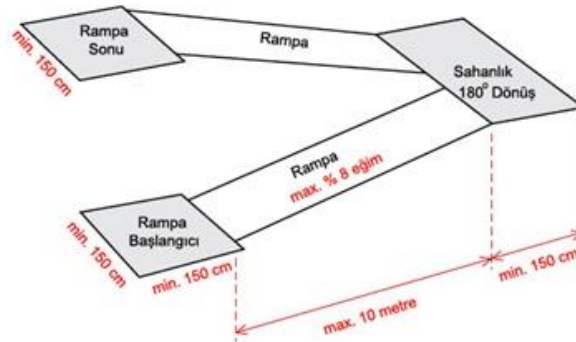 Rampa
Sonu
min. 150 cm
Rampa
Sahanlık
180° Dönüş
Rampa
max. % 8 eğim
Rampa
Başlangıcı
min. 150 cm
min. 150 cm
max. 10 metre
min. 150 cm